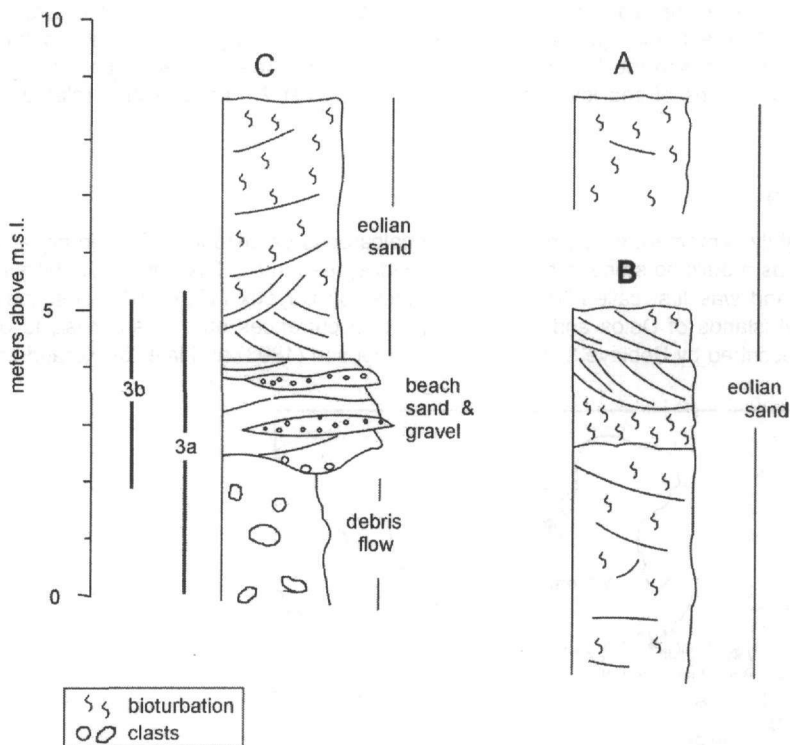 10
C
A
eolian
sand
meters above m.s.l.
5
B
3b
3a
beach
sand &
gravel
eolian
sand
debris
flow
0
bioturbation
clasts